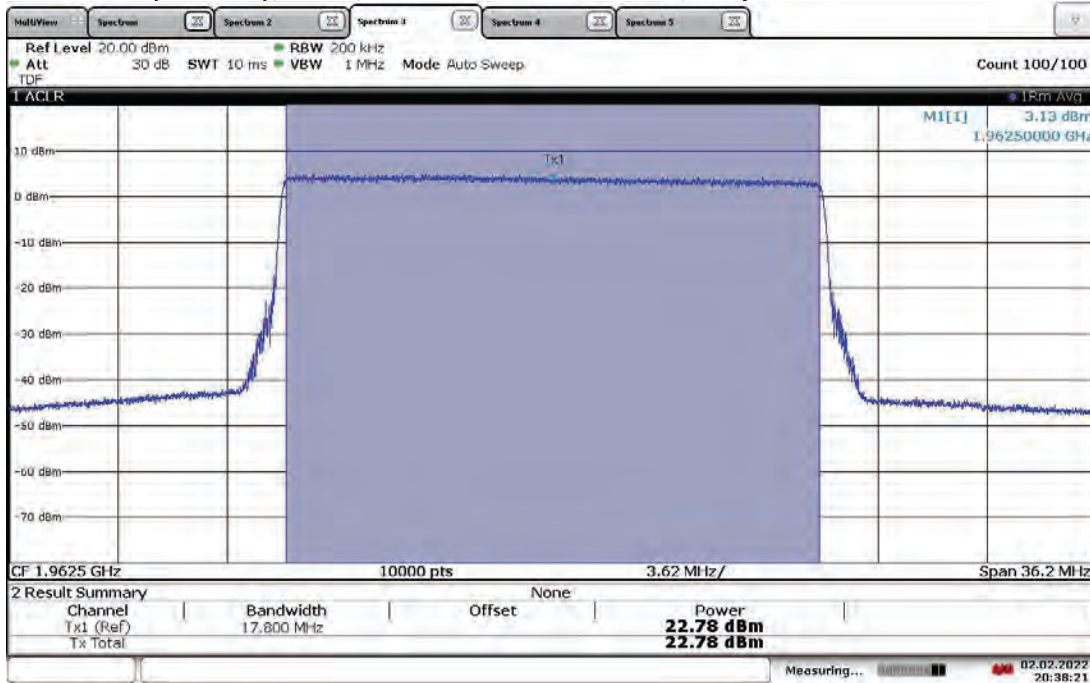 MultiView Spectrum Spectrum 2 Spectrum 3 Spectrum 4 Spectrum 5
Ref Level 20.00 dBm RBW 200 kHz
Att 30 dB SWT 10 ms VBW 1 MHz Mode Auto Sweep Count 100/100
TDF
1 ACLR 1Rm Avg
M1[1] 3.13 dBm
1.96250000 GHz
10 dBm
Tx1
0 dBm
-10 dBm
-20 dBm
-30 dBm
-40 dBm
-50 dBm
-60 dBm
-70 dBm
CF 1.9625 GHz 10000 pts 3.62 MHz/ Span 36.2 MHz
2 Result Summary None
Channel Bandwidth Offset Power
Tx1 (Ref) 17.800 MHz 22.78 dBm
Tx Total 22.78 dBm
Measuring... 02.02.2022
20:38:21